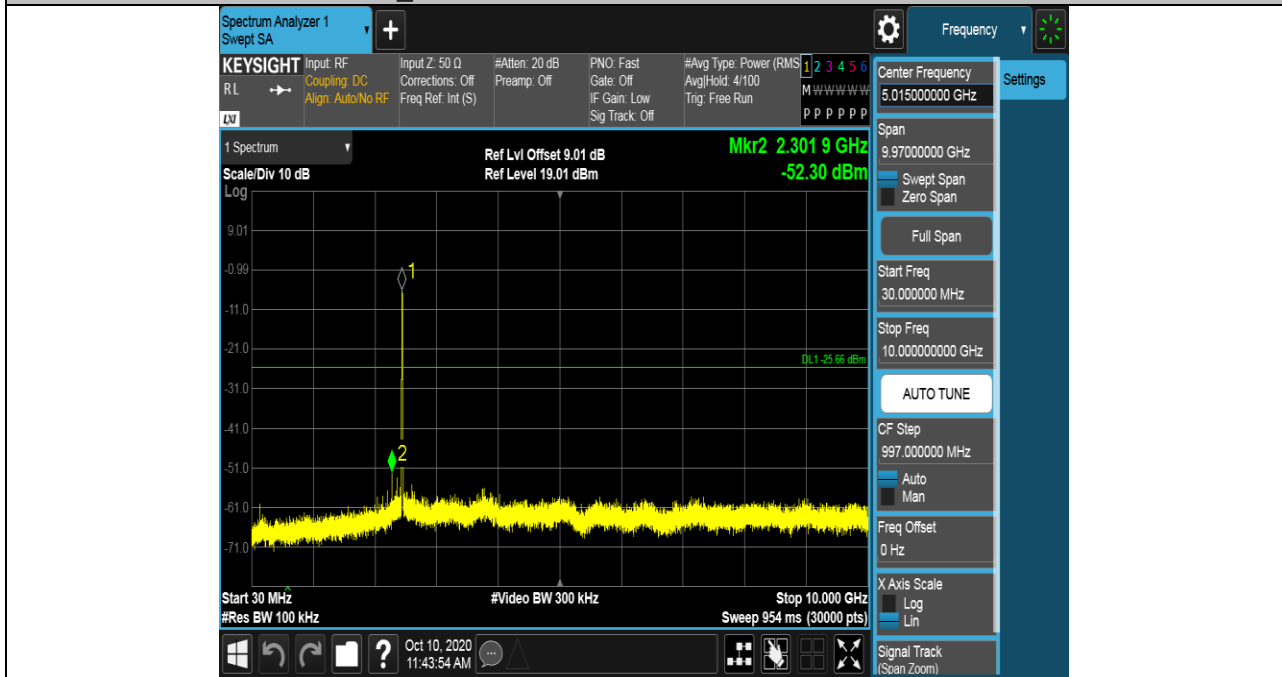 Spectrum Analyzer 1
Swept SA
+
Frequency
KEYSIGHT
RL
LXI
Input: RF
Coupling: DC
Align: Auto/No RF
Input Z: 50 Ω
Corrections: Off
Freq Ref: Int (S)
#Atten: 20 dB
Preamp: Off
PNO: Fast
Gate: Off
IF Gain: Low
Sig Track: Off
#Avg Type: Power (RMS
Avg|Hold: 4/100
Trig: Free Run
1 2 3 4 5 6
M W W W W W
P P P P P P
1 Spectrum
Scale/Div 10 dB
Ref Lvl Offset 9.01 dB
Ref Level 19.01 dBm
Mkr2 2.301 9 GHz
-52.30 dBm
Log
9.01
-0.99
-11.0
-21.0
-31.0
-41.0
-51.0
-61.0
-71.0
1
2
DL1 -25.66 dBm
Start 30 MHz
#Res BW 100 kHz
#Video BW 300 kHz
Stop 10.000 GHz
Sweep 954 ms (30000 pts)
?
Oct 10, 2020
11:43:54 AM
Center Frequency
5.015000000 GHz
Span
9.97000000 GHz
Swept Span
Zero Span
Full Span
Start Freq
30.000000 MHz
Stop Freq
10.000000000 GHz
AUTO TUNE
CF Step
997.000000 MHz
Auto
Man
Freq Offset
0 Hz
X Axis Scale
Log
Lin
Signal Track
(Span Zoom)
Settings